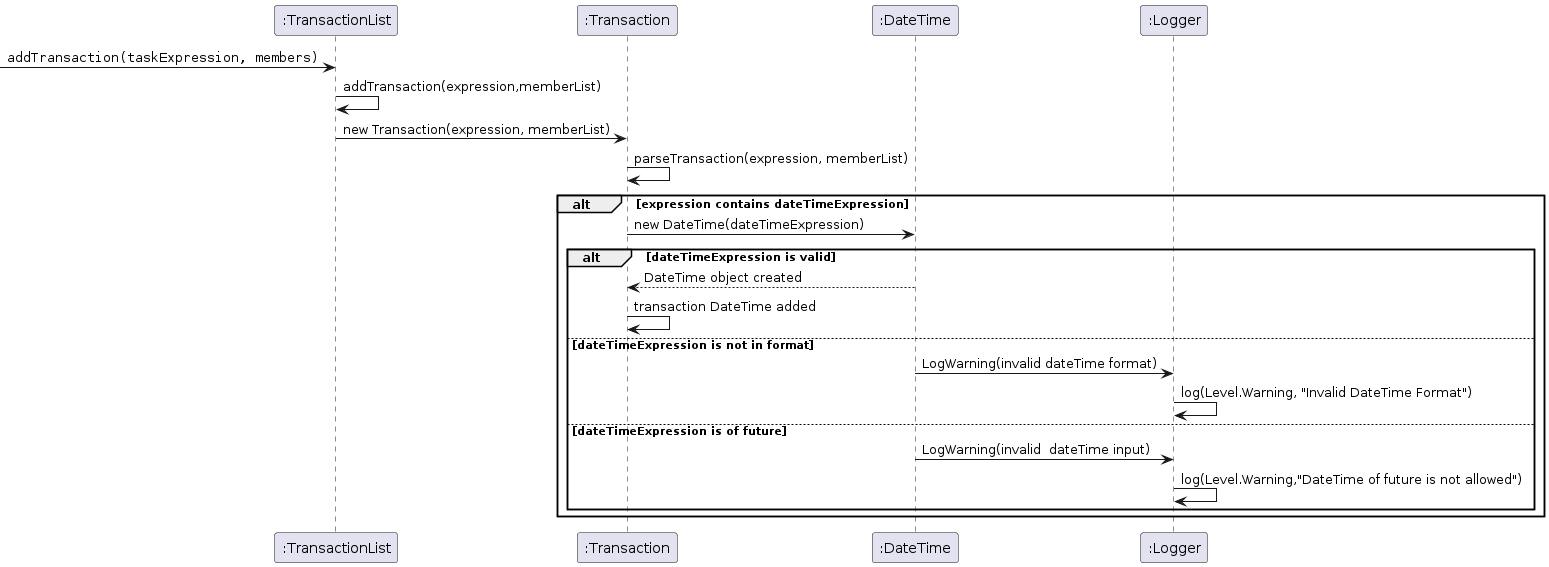 :TransactionList :Transaction :DateTime :Logger
addTransaction(taskExpression, members)
addTransaction(expression,memberList)
new Transaction(expression, memberList)
parseTransaction(expression, memberList)
alt [expression contains dateTimeExpression]
new DateTime(dateTimeExpression)
alt [dateTimeExpression is valid]
DateTime object created
transaction DateTime added
[dateTimeExpression is not in format]
LogWarning(invalid dateTime format)
log(Level.Warning, "Invalid DateTime Format")
[dateTimeExpression is of future]
LogWarning(invalid  dateTime input)
log(Level.Warning,"DateTime of future is not allowed")
:TransactionList :Transaction :DateTime :Logger